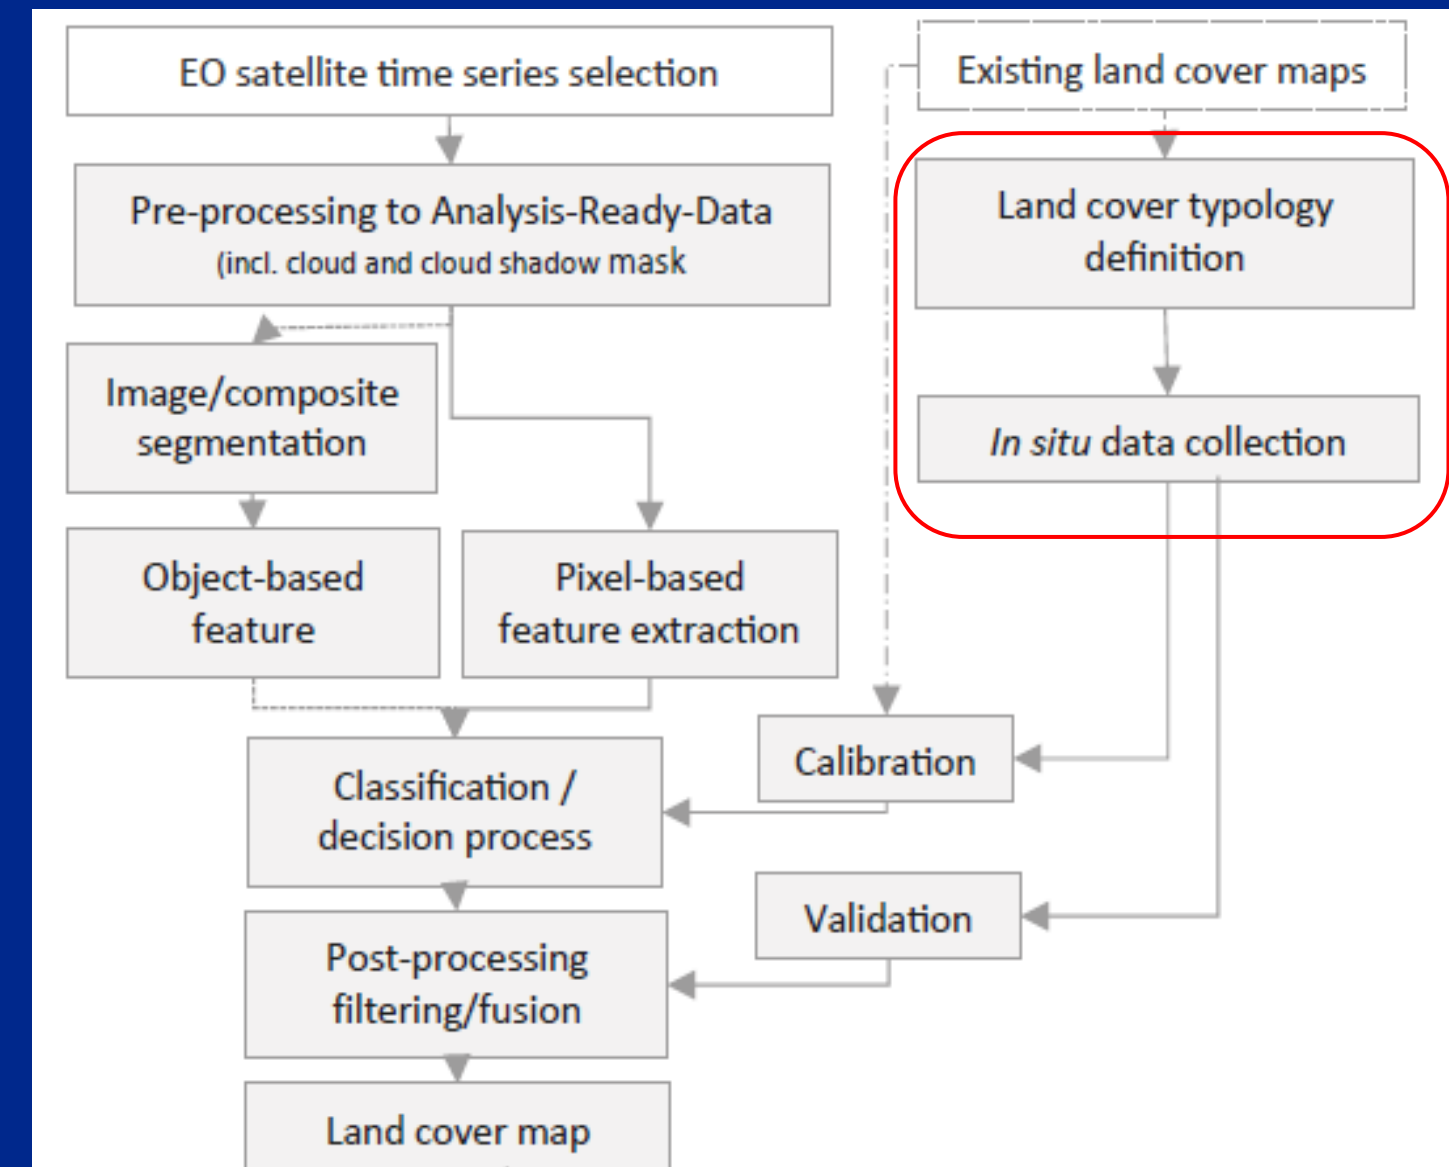 EO satellite time series selection
Existing land cover maps
Pre-processing to Analysis-Ready-Data
(incl. cloud and cloud shadow mask
Land cover typology
definition
Image/composite
segmentation
In situ data collection
Object-based
feature
Pixel-based
feature extraction
Calibration
Classification /
decision process
Validation
Post-processing
filtering/fusion
Land cover map